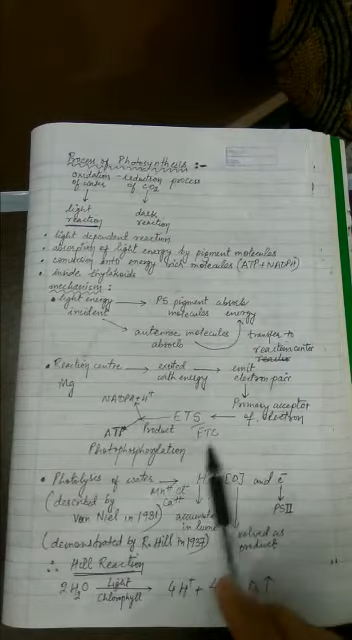 Process of Photosynthesis :-
oxidation - reduction process
of water of CO2
light dark
reaction reaction
• light dependent reaction
• absorption of light energy by pigment molecules
• conversion into energy rich molecules (ATP+NADPH)
• inside thylakoids
mechanism :
• light energy → PS pigment absorb
incident molecules energy
→ antennae molecules transfer to
absorb reaction center
• Reaction centre → excited → emit
Mg with energy electron pair
NADPH+H+ Primary acceptor
ETS ← of electron
ATP Product ETC
Photophosphorylation
• Photolysis of water → H [O] and e-
Mn++ Cl-
(described by Ca++ PSII
Van Niel in 1931) in lumen as
(demonstrated by R. Hill in 1937) product
∴ Hill Reaction
2H2O Light → 4H+ + 4 O2↑
Chlorophyll